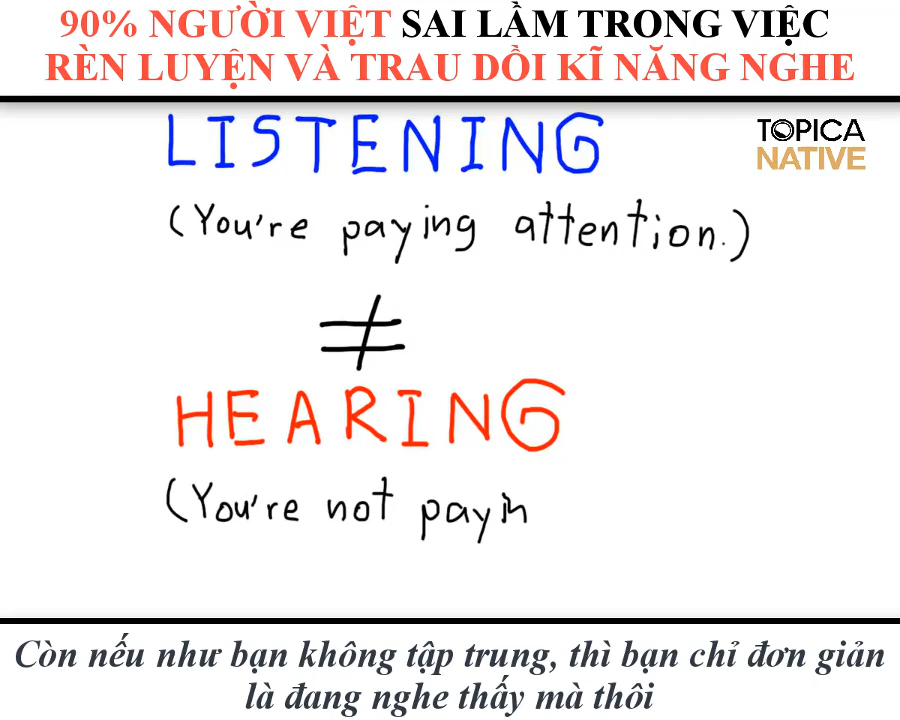 90% NGƯỜI VIỆT SAI LẦM TRONG VIỆC
RÈN LUYỆN VÀ TRAU DỒI KĨ NĂNG NGHE
LISTENING
TOPICA
NATIVE
(You're paying attention.)
≠
HEARING
(You're not payin
Còn nếu như bạn không tập trung, thì bạn chỉ đơn giản
là đang nghe thấy mà thôi